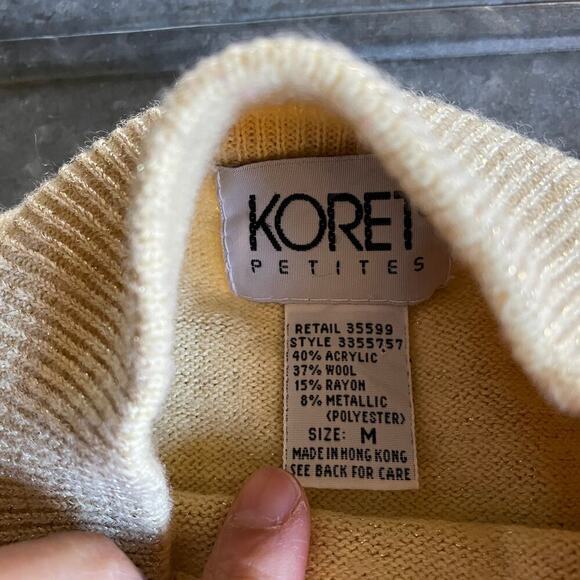 KORET
PETITES
RETAIL 35599
STYLE 3355757
40% ACRYLIC
37% WOOL
15% RAYON
8% METALLIC
(POLYESTER)
SIZE: M
MADE IN HONG KONG
SEE BACK FOR CARE